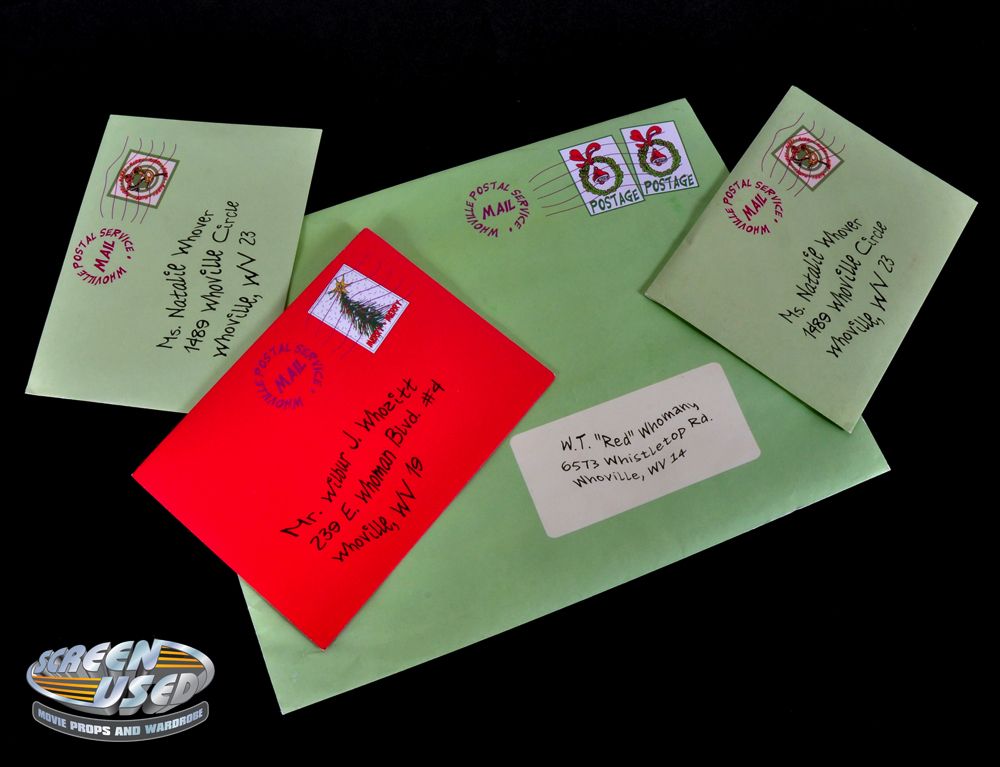 WHOVILLE POSTAL SERVICE
MAIL
Ms. Natalie Whover
1489 Whoville Circle
Whoville, WV 23
WHOVILLE POSTAL SERVICE
MAIL
POSTAGE
POSTAGE
W.T. "Red" Whomany
6573 Whistletop Rd.
Whoville, WV 14
WHOVILLE POSTAL SERVICE
MAIL
Ms. Natalie Whover
1489 Whoville Circle
Whoville, WV 23
MERRY MERRY
WHOVILLE POSTAL SERVICE
MAIL
Mr. Wilbur J. Whozitt
239 E. Whoman Blvd. #4
Whoville, WV 19
SCREEN
USED
MOVIE PROPS AND WARDROBE